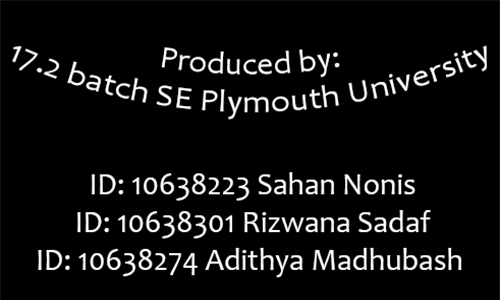 Produced by:
17.2 batch SE Plymouth University
ID: 10638223 Sahan Nonis
ID: 10638301 Rizwana Sadaf
ID: 10638274 Adithya Madhubash